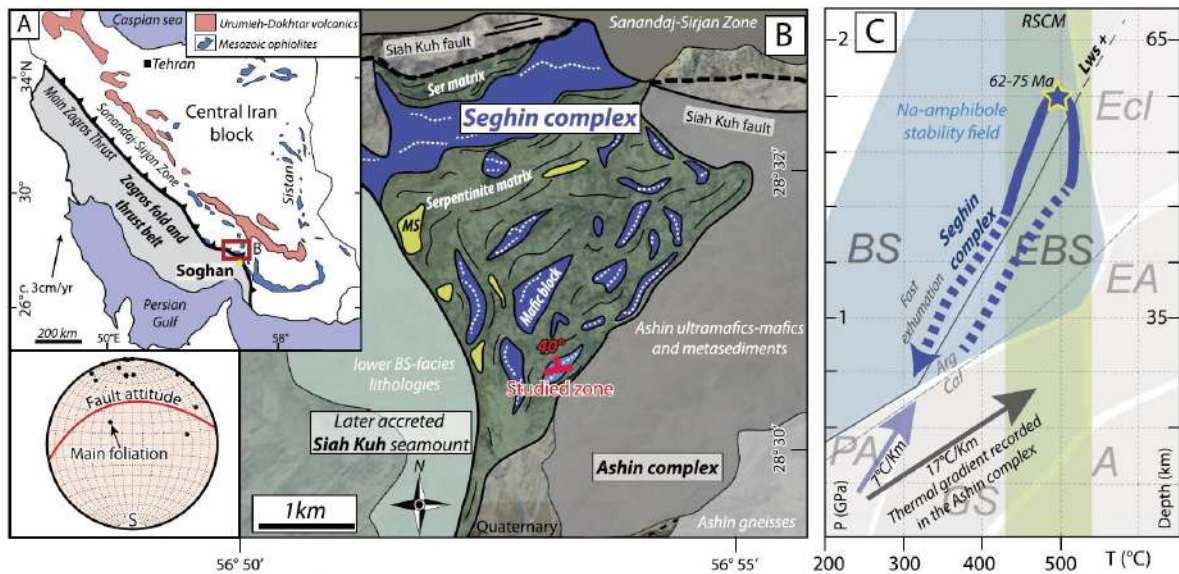 A
Caspian sea
Urumieh-Dokhtar volcanics
Mesozoic ophiolites
34°N
Tehran
Central Iran
block
Main Zagros Thrust
Sanandaj-Sirjan Zone
Sistan
30°
Zagros fold and
thrust belt
B
Soghan
c. 3cm/yr
26°
Persian
Gulf
200 km
50°E
58°
Fault attitude
Main foliation
S
B
Sanandaj-Sirjan Zone
Siah Kuh fault
Ser matrix
Seghin complex
Siah Kuh fault
28° 32'
Serpentinite matrix
MS
Mafic block
Ashin ultramafics-mafics
and metasediments
40°
Studied zone
lower BS-facies
lithologies
Later accreted
Siah Kuh seamount
28° 30'
N
Ashin complex
1km
Quaternary
Ashin gneisses
56° 50'
56° 55'
C
RSCM
2
65
Lws
62-75 Ma
Ecl
Na-amphibole
stability field
Seghin
complex
BS
EBS
EA
Fast
exhumation
1
35
Arg
Cal
PA
7°C/Km
17°C/Km
Thermal gradient recorded
in the Ashin complex
GS
A
P (GPa)
Depth (km)
200
300
400
500
T (°C)